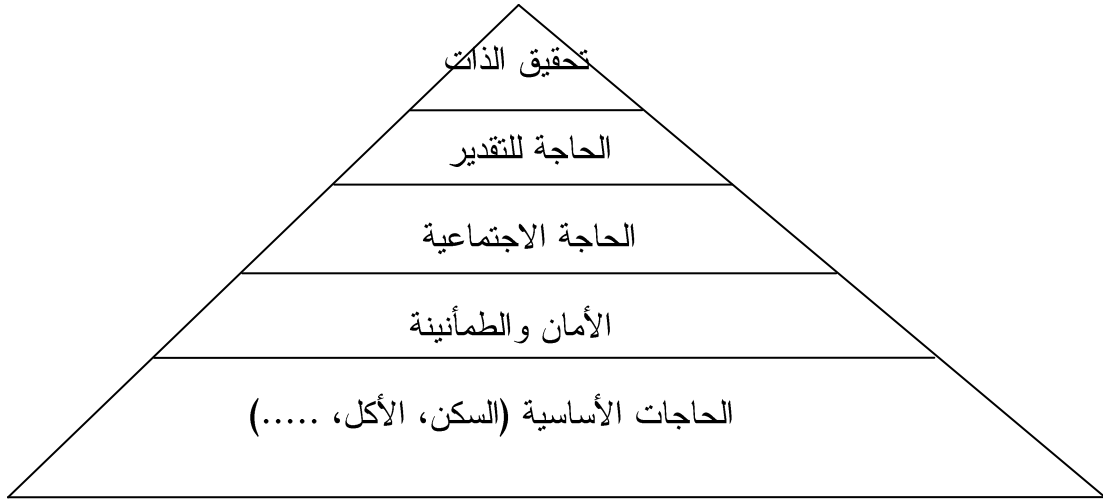 تحقيق الذات
الحاجة للتقدير
الحاجة الاجتماعية
الأمان والطمأنينة
الحاجات الأساسية (السكن، الأكل، .....)